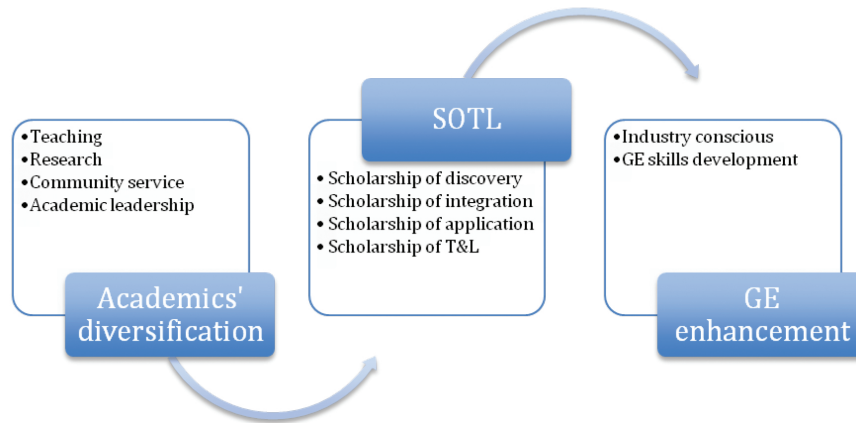 •Teaching
•Research
•Community service
•Academic leadership
Academics'
diversification
SOTL
• Scholarship of discovery
• Scholarship of integration
• Scholarship of application
• Scholarship of T&L
•Industry conscious
•GE skills development
GE
enhancement